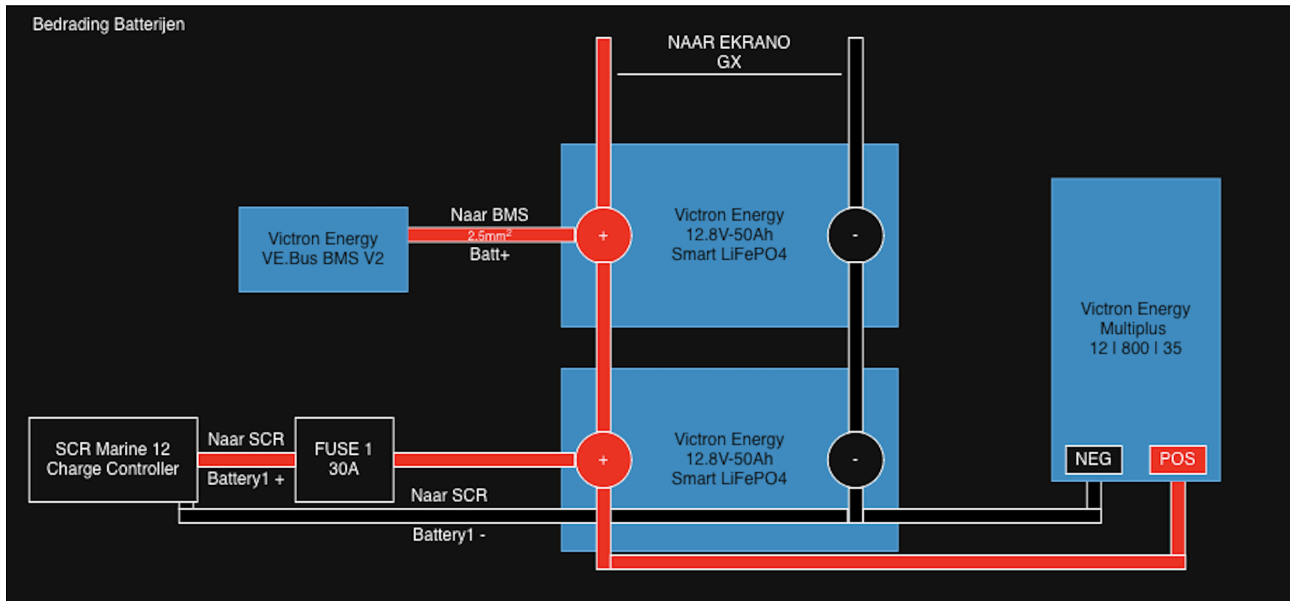 Bedrading Batterijen
NAAR EKRANO
GX
Naar BMS
2.5mm²
Batt+
Victron Energy
VE.Bus BMS V2
+
Victron Energy
12.8V-50Ah
Smart LiFePO4
-
Victron Energy
Multiplus
12 | 800 | 35
NEG
POS
SCR Marine 12
Charge Controller
Naar SCR
Battery1 +
FUSE 1
30A
+
Victron Energy
12.8V-50Ah
Smart LiFePO4
-
Naar SCR
Battery1 -